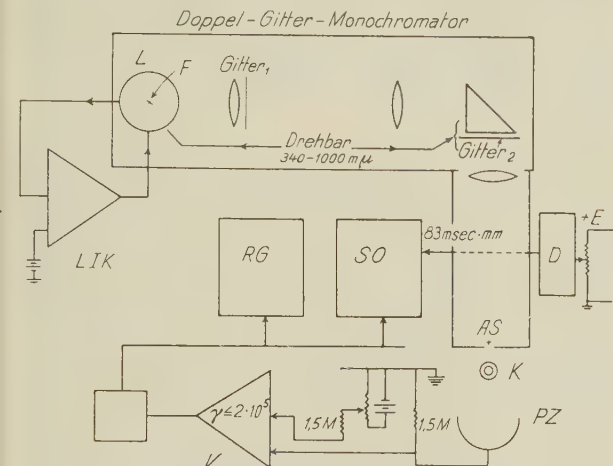 Doppel-Gitter-Monochromator
L
F
Gitter₁
Drehbar
340-1000 mμ
Gitter₂
LIK
RG
SO
83msec·mm
D
+E
AS
K
γ≤2·10⁵
1,5M
1,5M
PZ
V